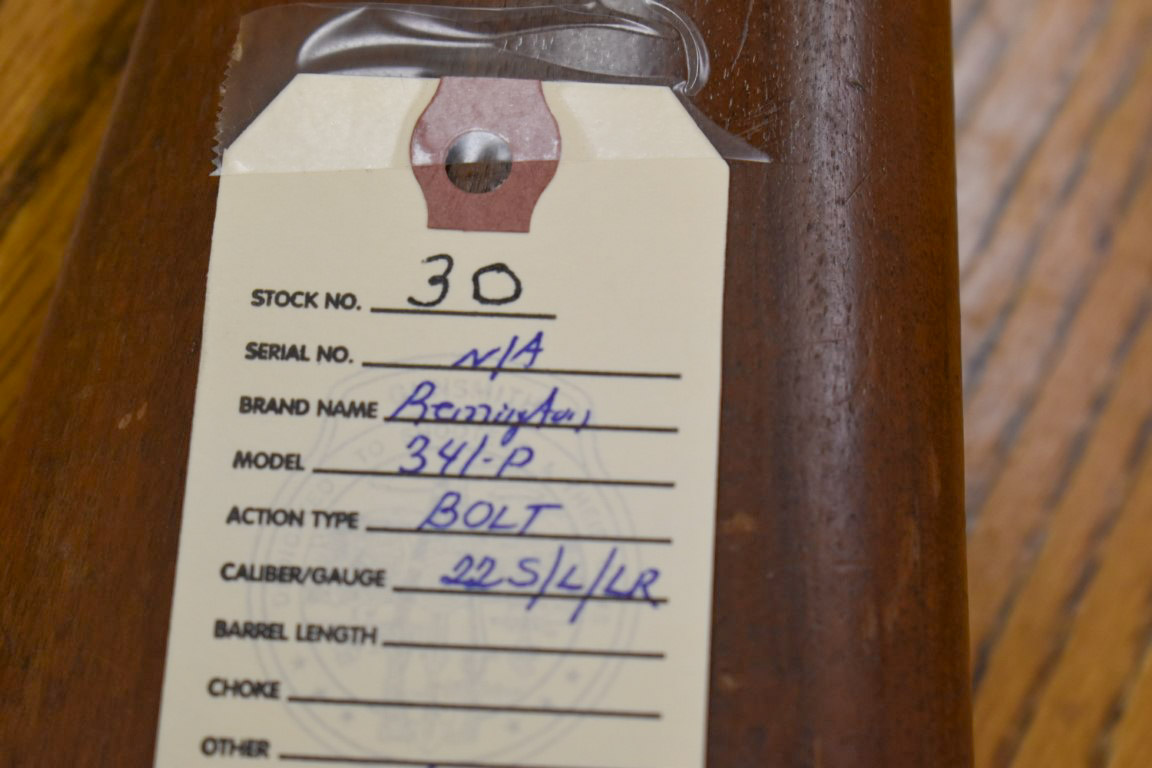 STOCK NO. 30
SERIAL NO. N/A
BRAND NAME Remington
MODEL 341-P
ACTION TYPE BOLT
CALIBER/GAUGE 22 S/L/LR
BARREL LENGTH
CHOKE
OTHER